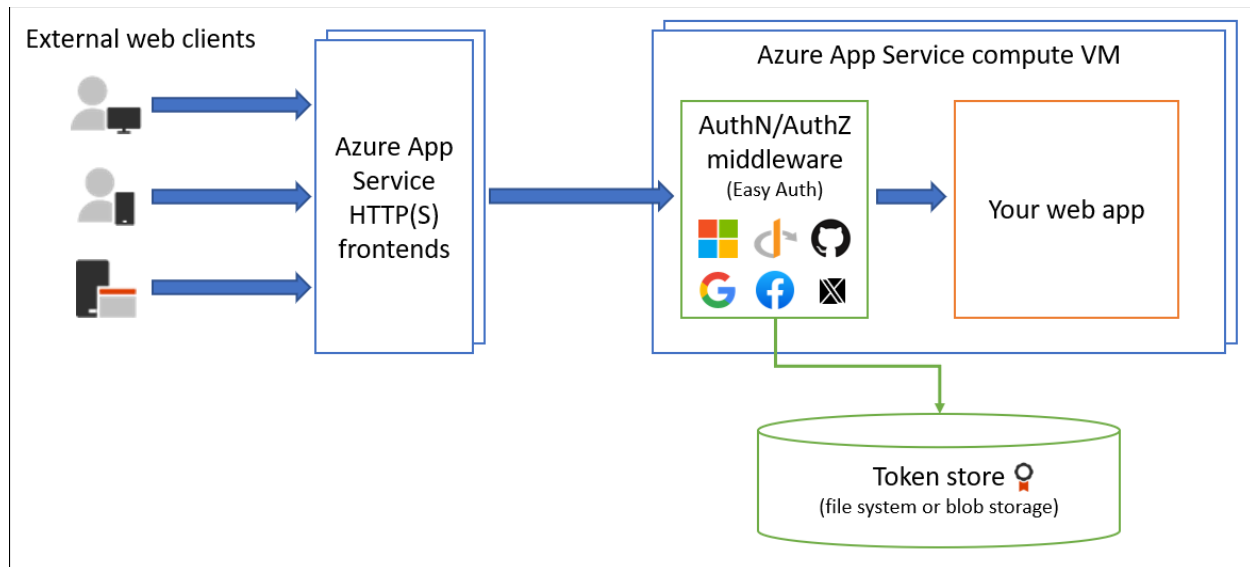 External web clients
Azure App
Service
HTTP(S)
frontends
Azure App Service compute VM
AuthN/AuthZ
middleware
(Easy Auth)
Your web app
Token store
(file system or blob storage)